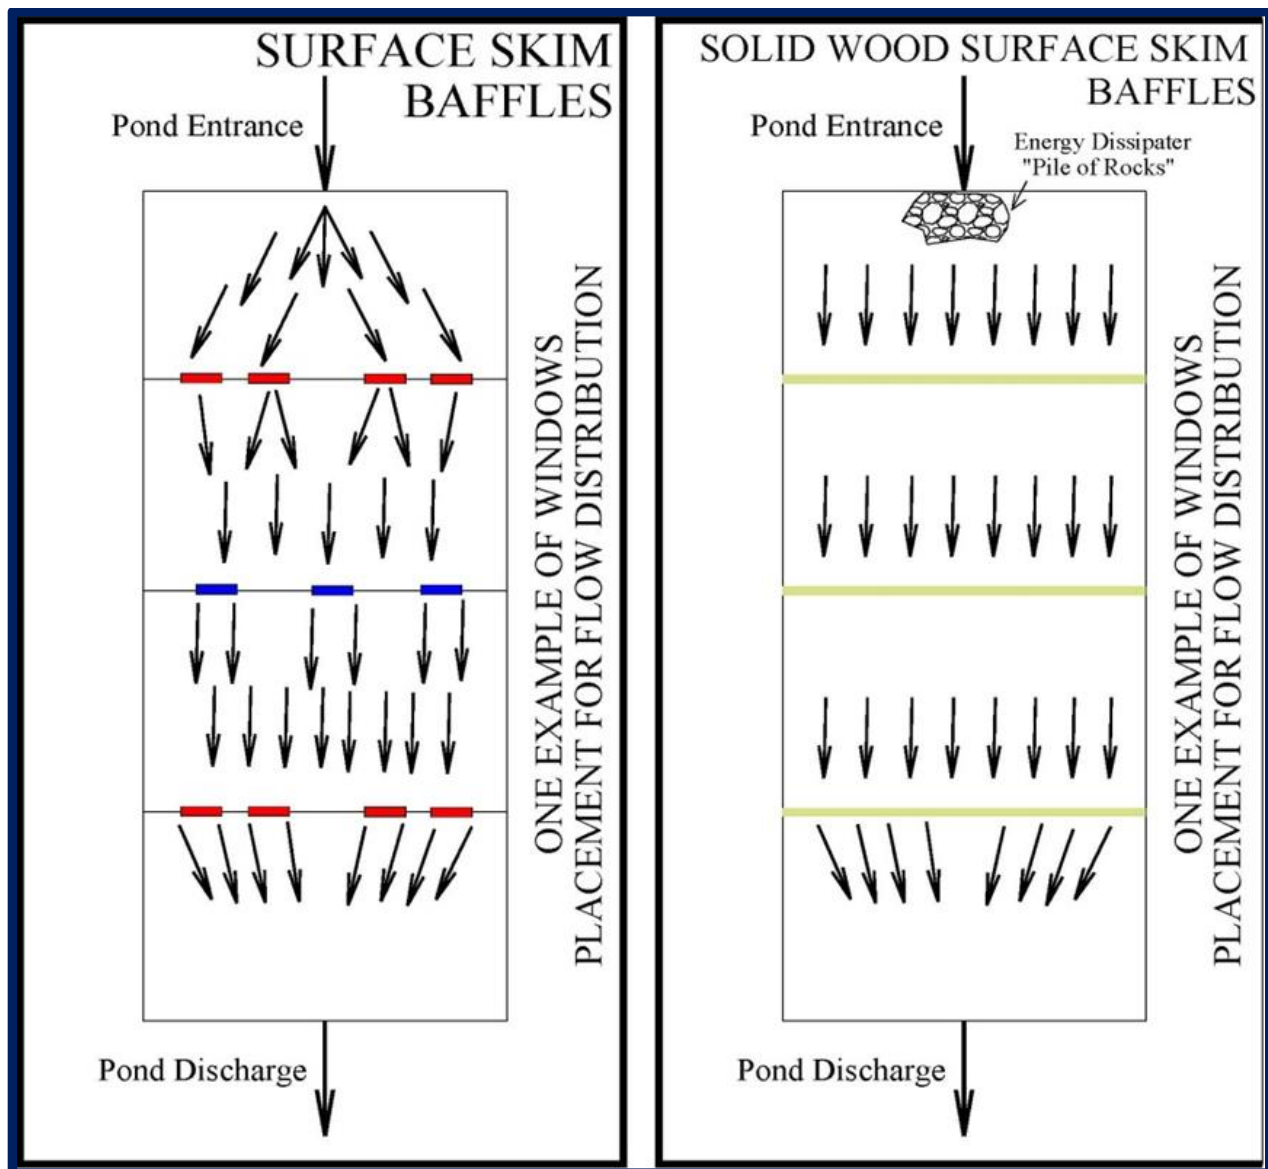 SURFACE SKIM
BAFFLES
Pond Entrance
ONE EXAMPLE OF WINDOWS
PLACEMENT FOR FLOW DISTRIBUTION
Pond Discharge
SOLID WOOD SURFACE SKIM
BAFFLES
Pond Entrance
Energy Dissipater
"Pile of Rocks"
ONE EXAMPLE OF WINDOWS
PLACEMENT FOR FLOW DISTRIBUTION
Pond Discharge